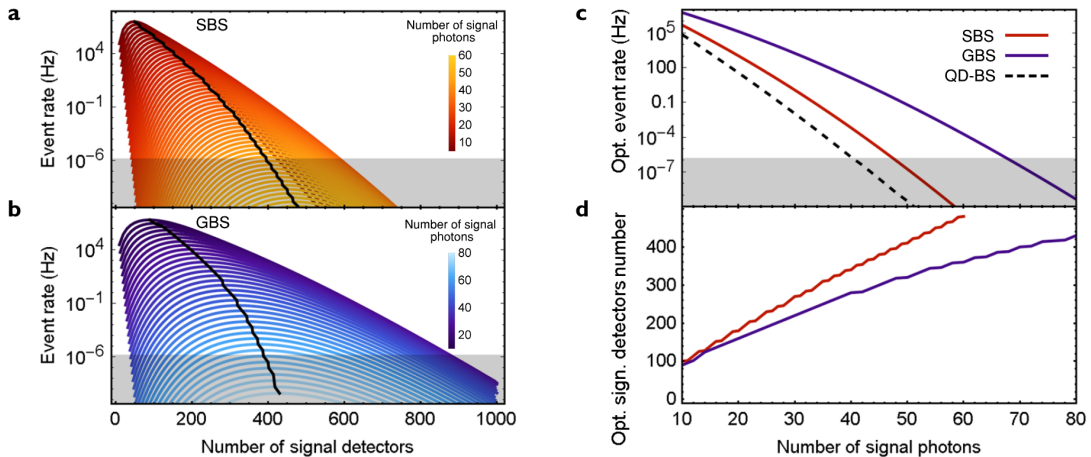 a
SBS
Number of signal
photons
60
50
40
30
20
10
Event rate (Hz)
10^4
10^-1
10^-6
b
GBS
Number of signal
photons
80
60
40
20
Event rate (Hz)
10^4
10^-1
10^-6
0 200 400 600 800 1000
Number of signal detectors
c
SBS
GBS
QD-BS
Opt. event rate (Hz)
10^5
100
0.1
10^-4
10^-7
d
Opt. sign. detectors number
400
300
200
100
0
10 20 30 40 50 60 70 80
Number of signal photons